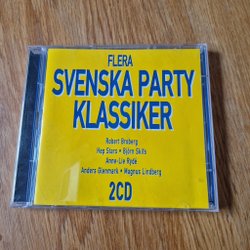 FLERA
SVENSKA PARTY
KLASSIKER
Robert Broberg
Hep Stars • Björn Skifs
Anne-Lie Rydé
Anders Glenmark • Magnus Lindberg
2CD